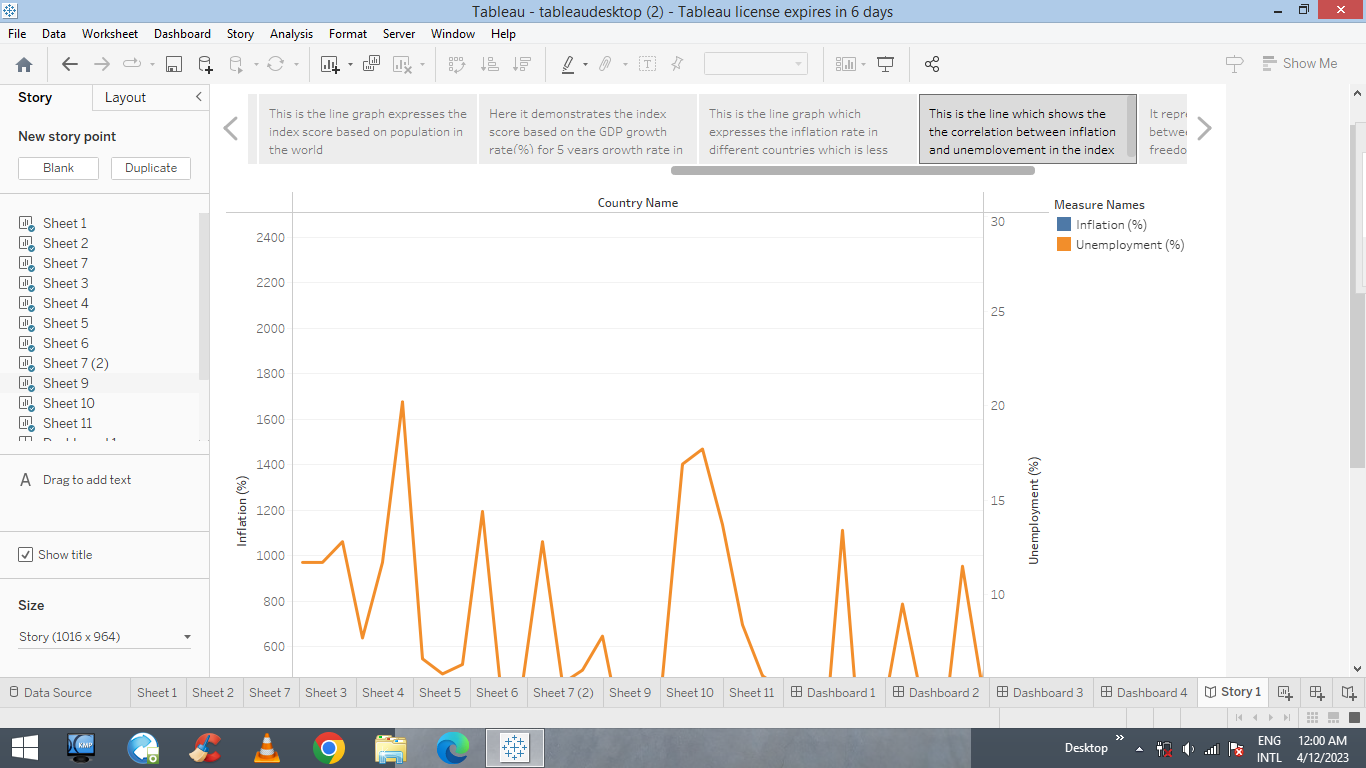 Tableau - tableaudesktop (2) - Tableau license expires in 6 days
File Data Worksheet Dashboard Story Analysis Format Server Window Help
Show Me
Story Layout
New story point
Blank Duplicate
Sheet 1
Sheet 2
Sheet 7
Sheet 3
Sheet 4
Sheet 5
Sheet 6
Sheet 7 (2)
Sheet 9
Sheet 10
Sheet 11
Drag to add text
Show title
Size
Story (1016 x 964)
This is the line graph expresses the
index score based on population in
the world
Here it demonstrates the index
score based on the GDP growth
rate(%) for 5 years growth rate in
This is the line graph which
expresses the inflation rate in
different countries which is less
This is the line which shows the
the correlation between inflation
and unemployement in the index
It repr
betwe
freedo
Country Name
2400
2200
2000
1800
1600
1400
1200
1000
800
600
Inflation (%)
30
25
20
15
10
Unemployment (%)
Measure Names
Inflation (%)
Unemployment (%)
Data Source Sheet 1 Sheet 2 Sheet 7 Sheet 3 Sheet 4 Sheet 5 Sheet 6 Sheet 7 (2) Sheet 9 Sheet 10 Sheet 11 Dashboard 1 Dashboard 2 Dashboard 3 Dashboard 4 Story 1
KMP
Desktop
ENG
INTL
12:00 AM
4/12/2023